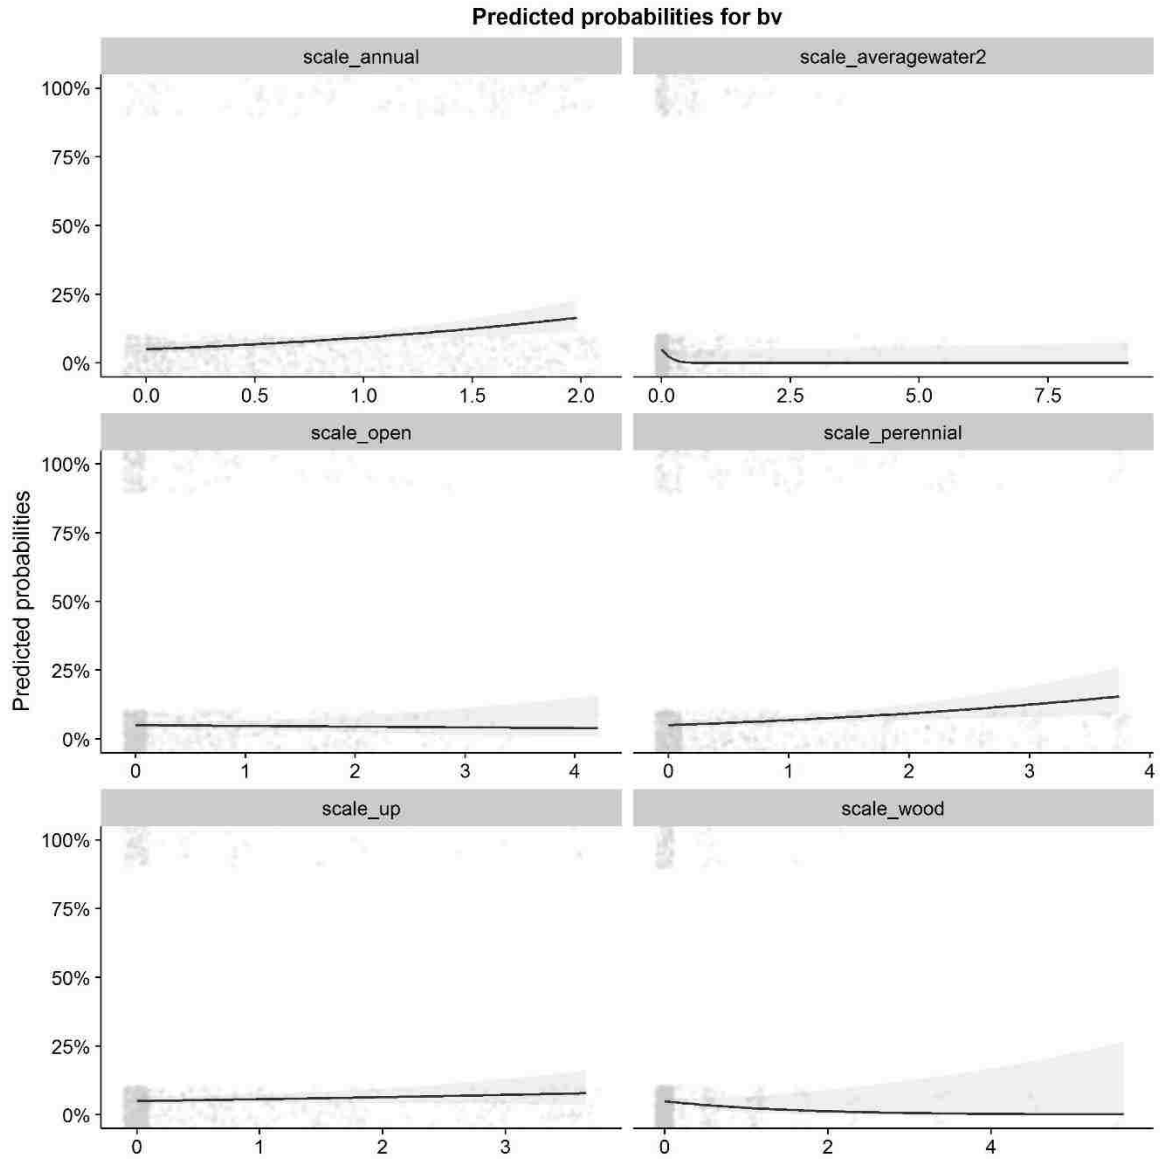 Predicted probabilities for bv
scale_annual
scale_averagewater2
100%
75%
50%
25%
0%
0.0 0.5 1.0 1.5 2.0
0.0 2.5 5.0 7.5
scale_open
scale_perennial
Predicted probabilities
100%
75%
50%
25%
0%
0 1 2 3 4
0 1 2 3 4
scale_up
scale_wood
100%
75%
50%
25%
0%
0 1 2 3
0 2 4